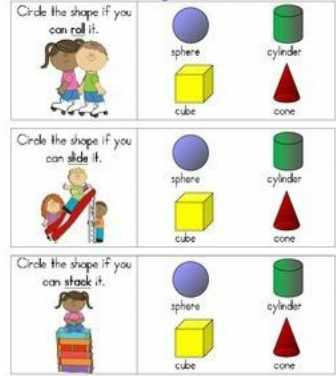 Circle the shape if you
can roll it.
sphere
cylinder
cube
cone
Circle the shape if you
can slide it.
sphere
cylinder
cube
cone
Circle the shape if you
can stack it.
sphere
cylinder
cube
cone